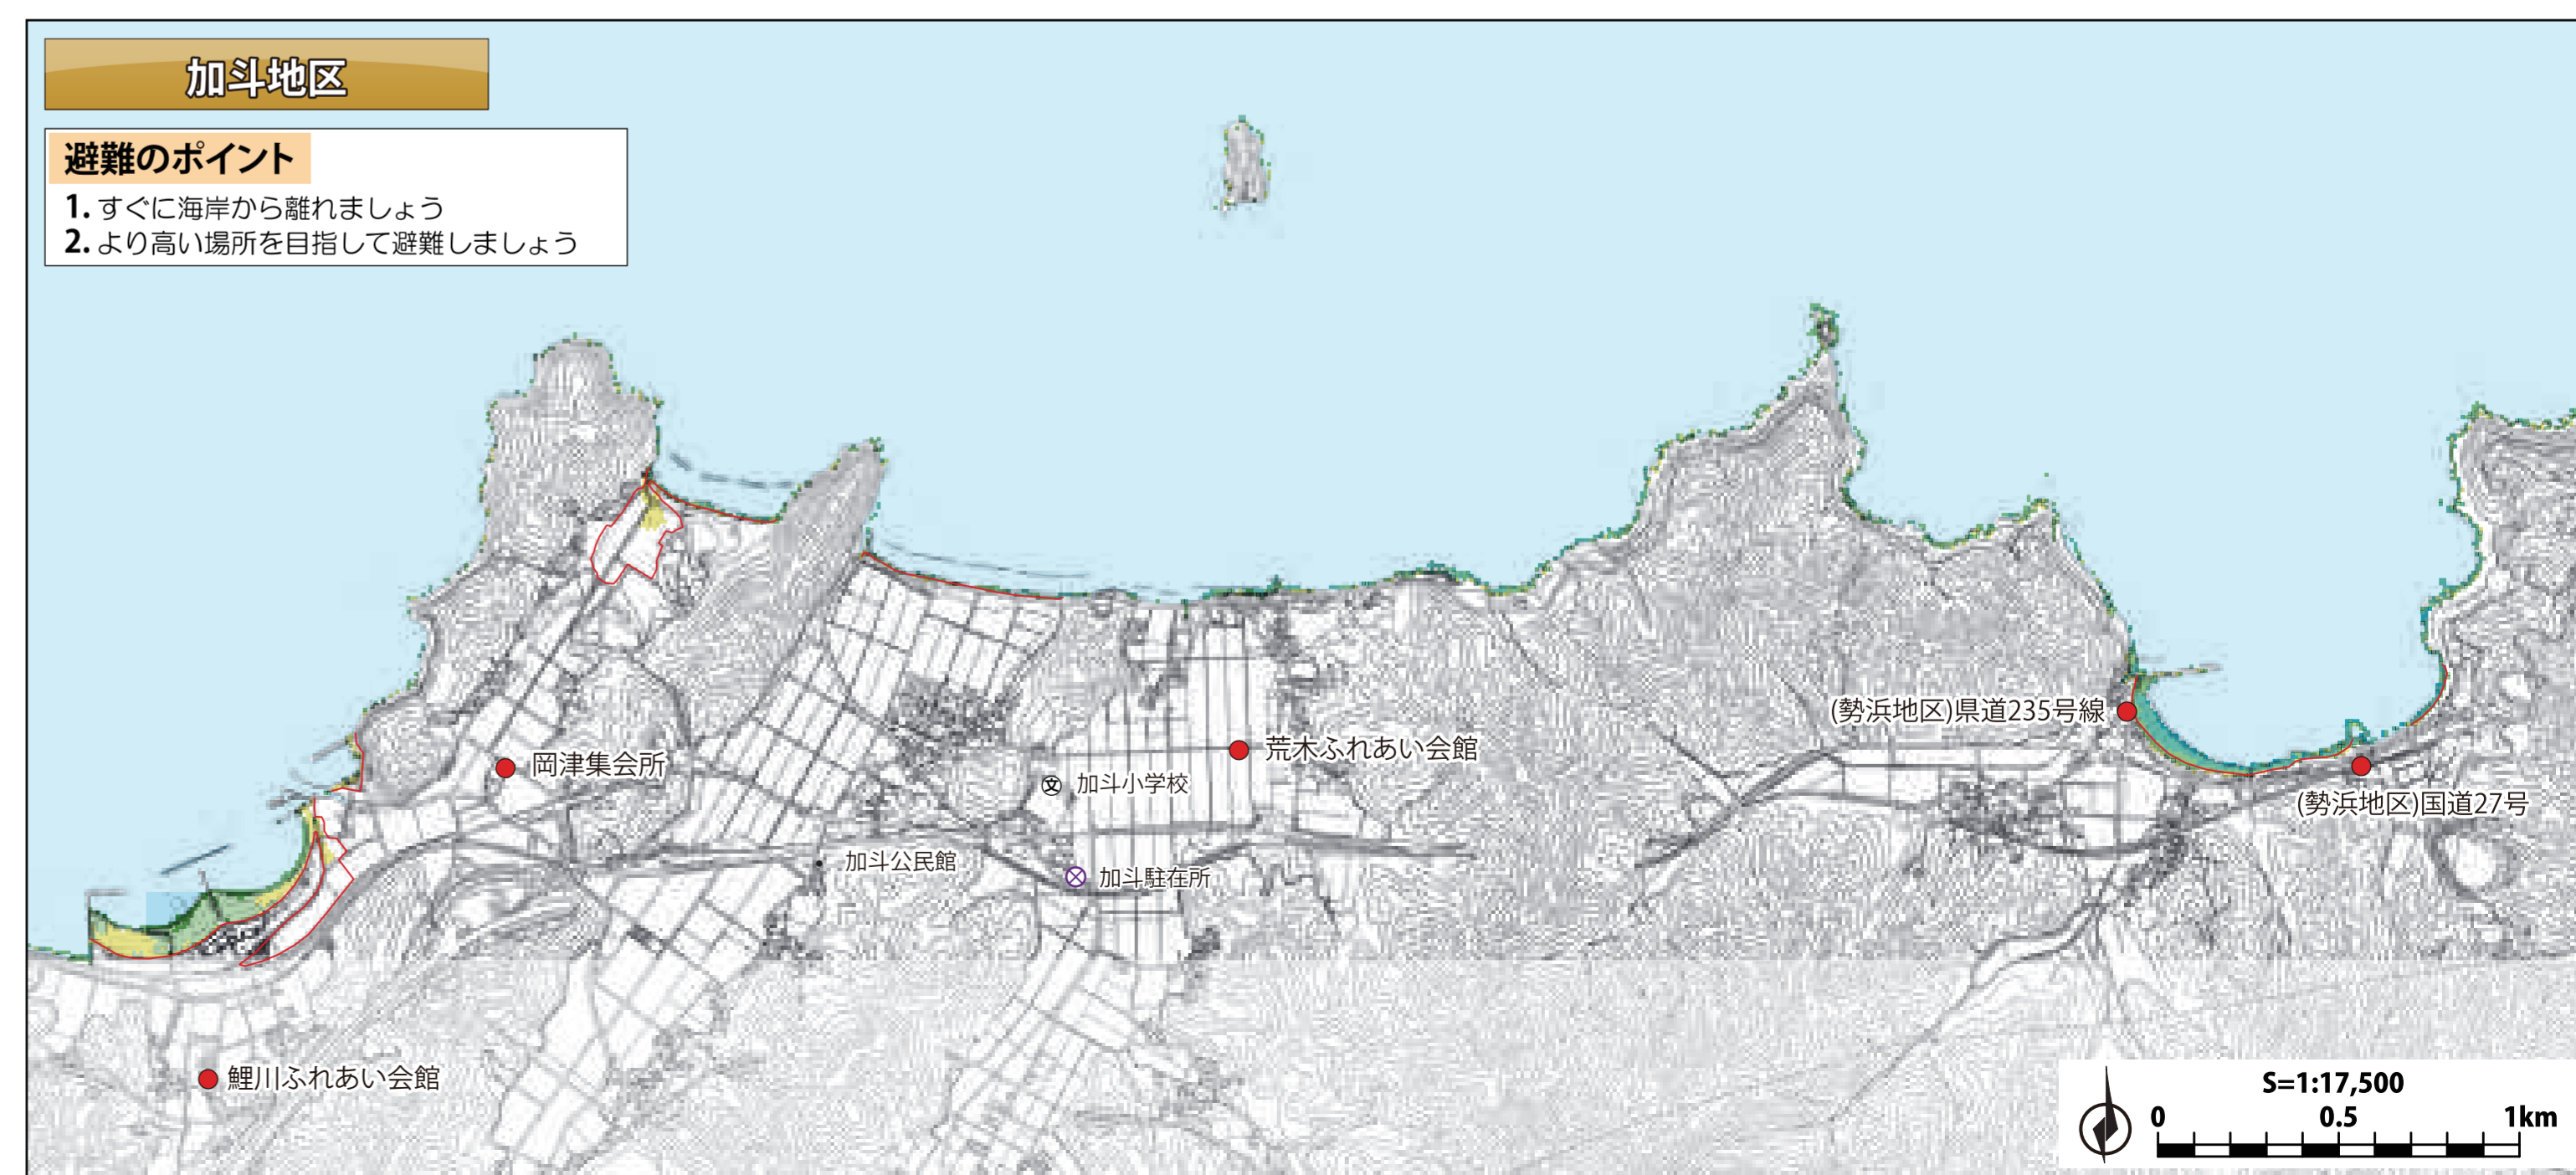 加斗地区
避難のポイント
1. すぐに海岸から離れましょう
2. より高い場所を目指して避難しましょう
(勢浜地区)県道235号線
荒木ふれあい会館
岡津集会所
加斗小学校
(勢浜地区)国道27号
加斗公民館
加斗駐在所
鯉川ふれあい会館
S=1:17,500
0 0.5 1km